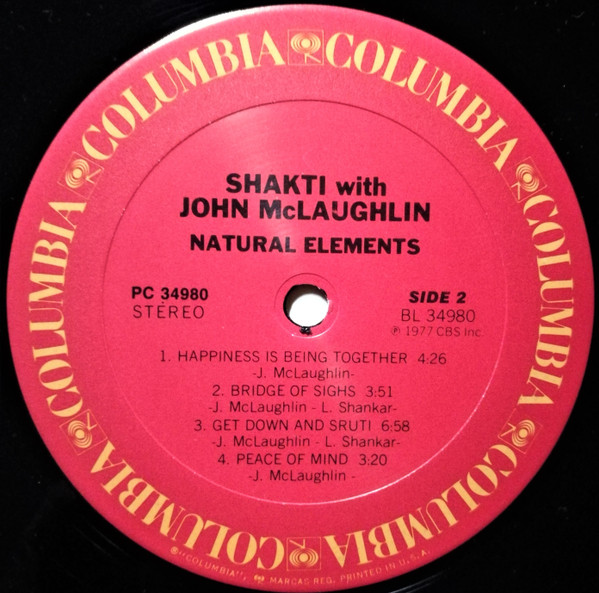 COLUMBIA COLUMBIA COLUMBIA COLUMBIA COLUMBIA COLUMBIA COLUMBIA COLUMBIA
SHAKTI with
JOHN McLAUGHLIN
NATURAL ELEMENTS
PC 34980
STEREO
SIDE 2
BL 34980
℗ 1977 CBS Inc.
1. HAPPINESS IS BEING TOGETHER 4:26
-J. McLaughlin-
2. BRIDGE OF SIGHS 3:51
-J. McLaughlin - L. Shankar-
3. GET DOWN AND SRUTI 6:58
-J. McLaughlin - L. Shankar-
4. PEACE OF MIND 3:20
-J. McLaughlin -
®"COLUMBIA", MARCAS REG. PRINTED IN U.S.A.